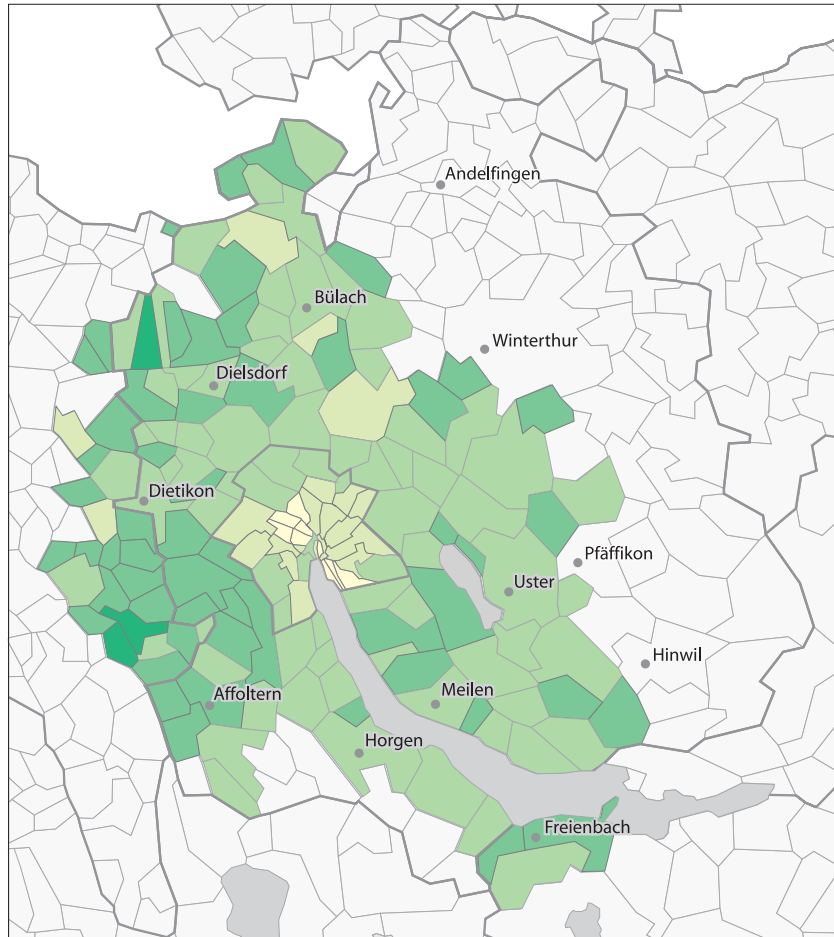 Andelfingen
Bülach
Winterthur
Dielsdorf
Dietikon
Pfäffikon
Uster
Hinwil
Affoltern
Meilen
Horgen
Freienbach